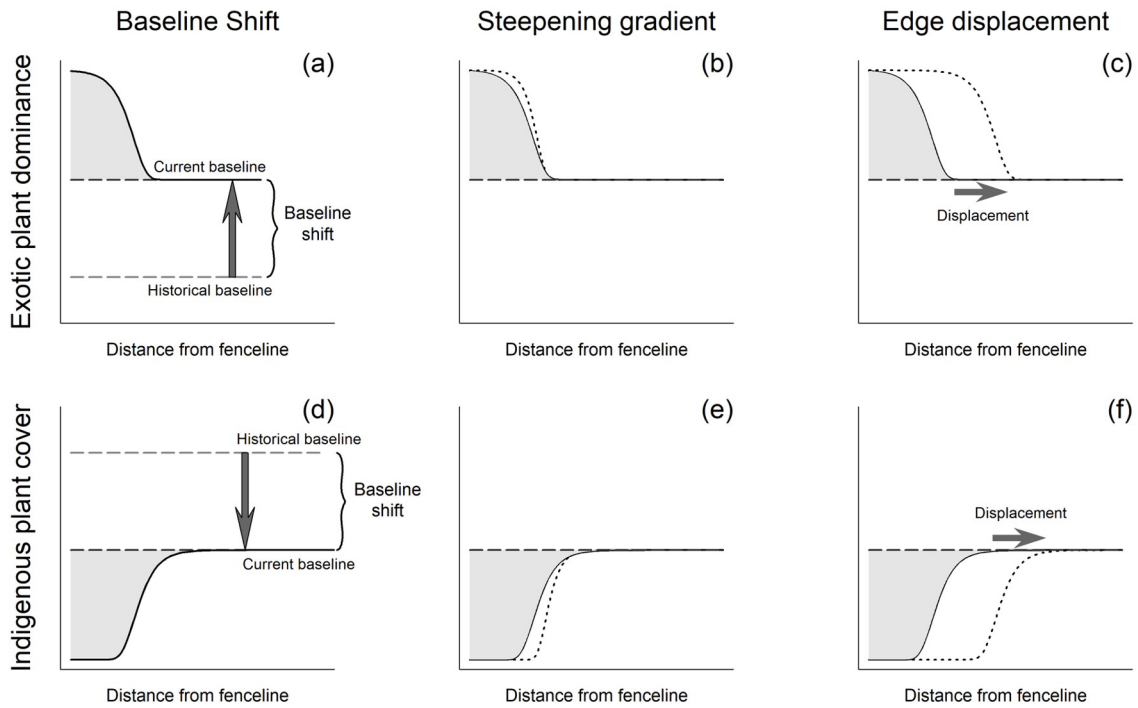 Baseline Shift
Steepening gradient
Edge displacement
Exotic plant dominance
(a)
Current baseline
Baseline
shift
Historical baseline
Distance from fenceline
(b)
Distance from fenceline
(c)
Displacement
Distance from fenceline
Indigenous plant cover
(d)
Historical baseline
Baseline
shift
Current baseline
Distance from fenceline
(e)
Distance from fenceline
(f)
Displacement
Distance from fenceline